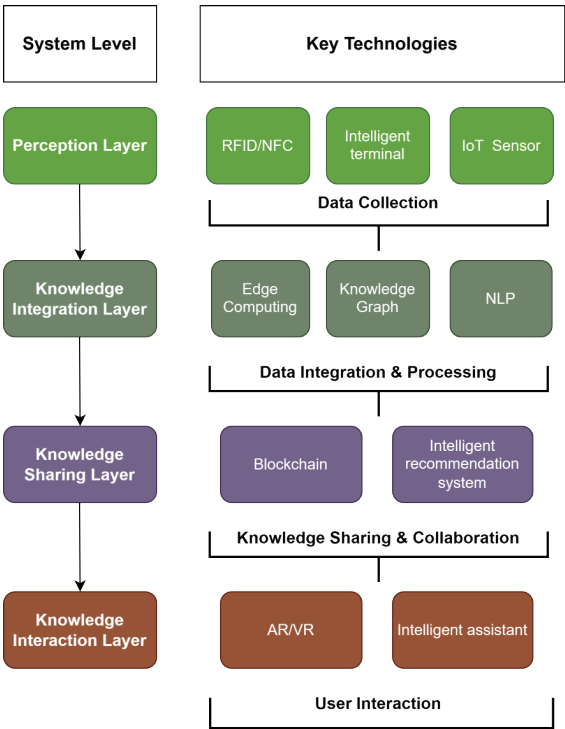 System Level
Key Technologies
Perception Layer
RFID/NFC
Intelligent
terminal
IoT Sensor
Data Collection
Knowledge
Integration Layer
Edge
Computing
Knowledge
Graph
NLP
Data Integration & Processing
Knowledge
Sharing Layer
Blockchain
Intelligent
recommendation
system
Knowledge Sharing & Collaboration
Knowledge
Interaction Layer
AR/VR
Intelligent assistant
User Interaction